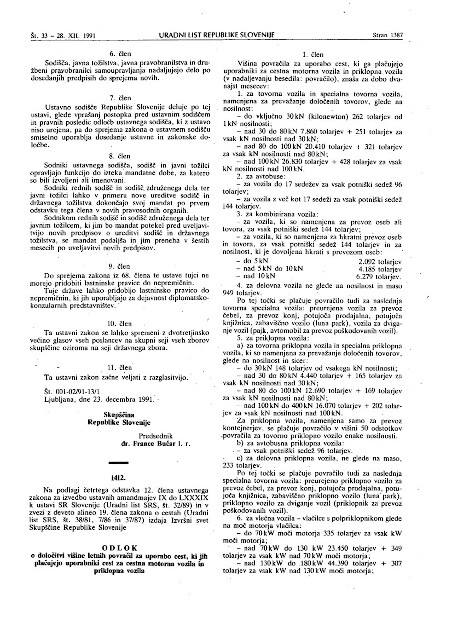 Št. 33 – 28. XII. 1991
URADNI LIST REPUBLIKE SLOVENIJE
Stran 1387
6. člen
Sodišča, javna tožilstva, javna pravobranilstva in dru-
žbeni pravobranilci samoupravljanja nadaljujejo delo po
dosedanjih predpisih do sprejema novih.
7. člen
Ustavno sodišče Republike Slovenije deluje po tej
ustavi, glede vprašanj postopka pred ustavnim sodiščem
in pravnih posledic odločb ustavnega sodišča, ki z ustavo
niso urejena, pa do sprejema zakona o ustavnem sodišču
smiselno uporablja dosedanje ustavne in zakonske do-
ločbe.
8. člen
Sodniki ustavnega sodišča, sodniki in javni tožilci
opravljajo funkcijo do izteka mandatne dobe, za katero
so bili izvoljeni ali imenovani.
Sodniki rednih sodišč in sodišč združenega dela ter
javni tožilci lahko v primeru nove ureditve sodišč in
državnega tožilstva dokončajo svoj mandat po prvem
odstavku tega člena v novih pravosodnih organih.
Sodnikom rednih sodišč in sodišč združenega dela ter
javnim tožilcem, ki jim bo mandat potekel pred uveljavi-
tvijo novih predpisov o ureditvi sodišč in državnega
tožilstva, se mandat podaljša in jim preneha v šestih
mesecih po uveljavitvi novih predpisov.
9. člen
Do sprejema zakona iz 68. člena te ustave tujci ne
morejo pridobiti lastninske pravice do nepremičnin.
Tuje države lahko pridobijo lastninsko pravico do
nepremičnin, ki jih uporabljajo za dejavnost diplomatsko-
konzularnih predstavništev.
10. člen
Ta ustavni zakon se lahko spremeni z dvotretjinsko
večino glasov vseh poslancev na skupni seji vseh zborov
skupščine oziroma na seji državnega zbora.
11. člen
Ta ustavni zakon začne veljati z razglasitvijo.
Št. 001-02/91-13/1
Ljubljana, dne 23. decembra 1991.
Skupščina
Republike Slovenije
Predsednik
dr. France Bučar l. r.
1412.
Na podlagi četrtega odstavka 12. člena ustavnega
zakona za izvedbo ustavnih amandmajev IX do LXXXIX
k ustavi SR Slovenije (Uradni list SRS, št. 32/89) in v
zvezi z deveto alineo 19. člena zakona o cestah (Uradni
list SRS, št. 38/81, 7/86 in 37/87) izdaja Izvršni svet
Skupščine Republike Slovenije
ODLOK
o določitvi višine letnih povračil za uporabo cest, ki jih
plačujejo uporabniki cest za cestna motorna vozila in
priklopna vozila
1. člen
Višina povračila za uporabo cest, ki ga plačujejo
uporabniki za cestna motorna vozila in priklopna vozila
(v nadaljevanju besedila: povračilo), znaša za dobo dva-
najst mesecev:
1. za tovorna vozila in specialna tovorna vozila,
namenjena za prevažanje določenih tovorov, glede na
nosilnost:
– do vključno 30 kN (kilonewton) 262 tolarjev od
1 kN nosilnosti;
– nad 30 do 80 kN 7.860 tolarjev + 251 tolarjev za
vsak kN nosilnosti nad 30 kN;
– nad 80 do 100 kN 20.410 tolarjev + 321 tolarjev
za vsak kN nosilnosti nad 80 kN;
– nad 100 kN 26.830 tolarjev + 428 tolarjev za vsak
kN nosilnosti nad 100 kN
2. za avtobuse:
– za vozila do 17 sedežev za vsak potniški sedež 96
tolarjev;
– za vozila z več kot 17 sedeži za vsak potniški sedež
144 tolarjev.
3. za kombinirana vozila:
– za vozila, ki so namenjena za prevoz oseb ali
tovora, za vsak potniški sedež 144 tolarjev;
– za vozila, ki so namenjena za hkratni prevoz oseb
in tovora, za vsak potniški sedež 144 tolarjev in za
nosilnost, ki je dovoljena hkrati s prevozom oseb:
– do 5 kN 2.092 tolarjev
– nad 5 kN do 10 kN 4.185 tolarjev
– nad 10 kN 6.279 tolarjev.
4. za delovna vozila ne glede na nosilnost in maso
949 tolarjev.
Po tej točki se plačuje povračilo tudi za naslednja
tovorna specialna vozila: preurejena vozila za prevoz
čebel, za prevoz konj, potujoča prodajalna, potujoča
knjižnica, zabaviščno vozilo (luna park), vozila za dviga-
nje vozil (pajk, avtomobil za prevoz poškodovanih vozil).
5. za priklopna vozila:
a) za tovorna priklopna vozila in specialna priklopna
vozila, ki so namenjena za prevažanje določenih tovorov,
glede na nosilnost:
– do 30 kN 148 tolarjev od vsakega kN nosilnosti;
– nad 30 do 80 kN 4.440 tolarjev + 165 tolarjev za
vsak kN nosilnosti nad 30 kN;
– nad 80 do 100 kN 12.690 tolarjev + 169 tolarjev
za vsak kN nosilnosti nad 80 kN;
– nad 100 kN do 400 kN 16.070 tolarjev + 202 tolar-
jev za vsak kN nosilnosti nad 100 kN.
Za priklopna vozila, namenjena samo za prevoz
kontejnerjev, se plačuje povračilo v višini 50 odstotkov
povračila za tovorno priklopno vozilo enake nosilnosti.
b) za avtobusna priklopna vozila:
– za vsak potniški sedež 96 tolarjev.
c) za delovna priklopna vozila, ne glede na maso,
233 tolarjev.
Po tej točki se plačuje povračilo tudi za naslednja
specialna tovorna vozila: preurejeno priklopno vozilo za
prevoz čebel, za prevoz konj, potujoča prodajalna, potu-
joča knjižnica, zabaviščno priklopno vozilo (luna park),
priklopno vozilo za dviganje vozil (priklopnik za prevoz
poškodovanih vozil).
6. za vlečna vozila – vlačilce s polpriklopnikom glede
na moč motorja vlačilca:
– do 70 kW moči motorja 335 tolarjev za vsak kW
moči motorja;
– nad 70 kW do 130 kW 23.450 tolarjev + 349
tolarjev za vsak kW nad 70 kW moči motorja;
– nad 130 kW do 180 kW 44.390 tolarjev + 307
tolarjev za vsak kW nad 130 kW moči motorja;